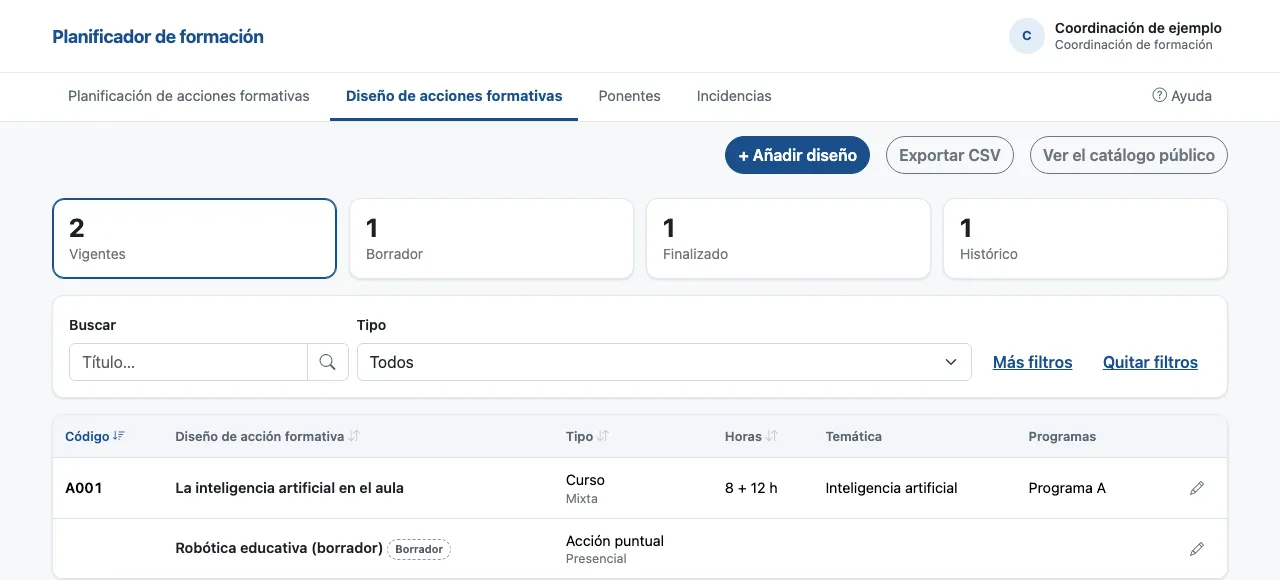 Planificador de formación
C
Coordinación de ejemplo
Coordinación de formación
Planificación de acciones formativas
Diseño de acciones formativas
Ponentes
Incidencias
? Ayuda
+ Añadir diseño
Exportar CSV
Ver el catálogo público
2
Vigentes
1
Borrador
1
Finalizado
1
Histórico
Buscar
Tipo
Título...
Todos
Más filtros
Quitar filtros
Código
Diseño de acción formativa
Tipo
Horas
Temática
Programas
A001
La inteligencia artificial en el aula
Curso
Mixta
8 + 12 h
Inteligencia artificial
Programa A
Robótica educativa (borrador)
Borrador
Acción puntual
Presencial